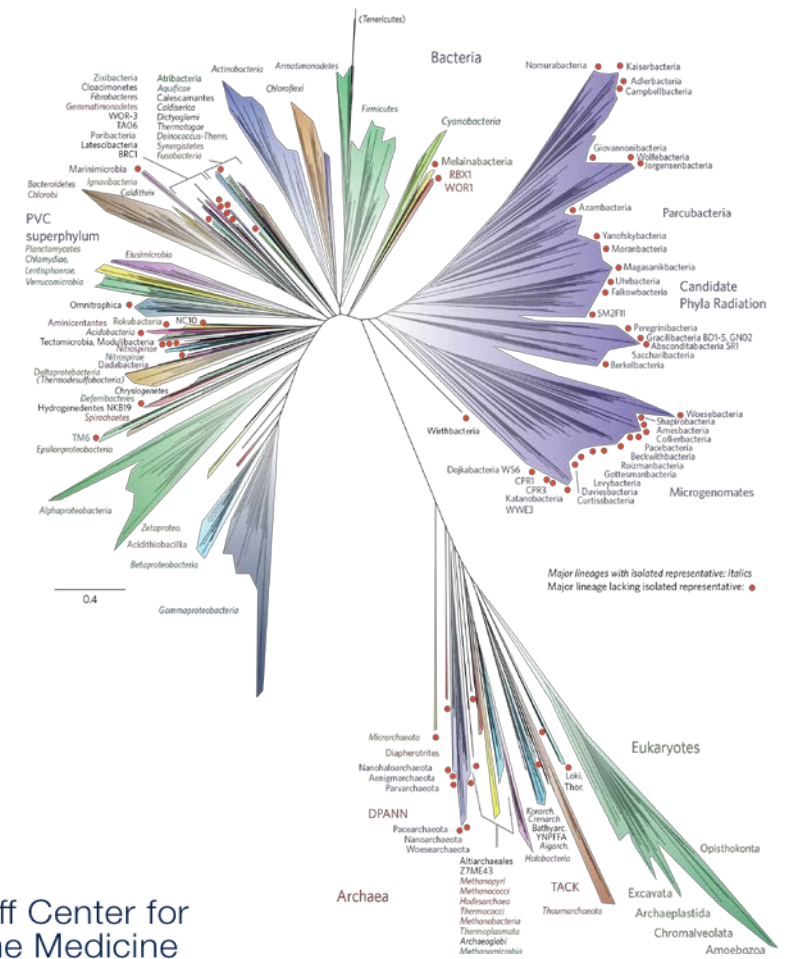 (Tenericutes)
Bacteria
Actinobacteria
Armatimonadetes
Zixibacteria
Cloacimonetes
Fibrobacteres
Gemmatimonadetes
WOR-3
TA06
Poribacteria
Latescibacteria
BRC1
Atribacteria
Aquificae
Calescamantes
Caldiserica
Dictyoglomi
Thermotogae
Deinococcus-Therm.
Synergistetes
Fusobacteria
Chloroflexi
Firmicutes
Cyanobacteria
Melainabacteria
RBX1
WOR1
Marinimicrobia
Ignavibacteria
Bacteroidetes
Chlorobi
Caldithrix
PVC
superphylum
Planctomycetes
Chlamydiae,
Lentisphaerae,
Verrucomicrobia
Elusimicrobia
Omnitrophica
Aminicentantes
Rokubacteria
NC10
Acidobacteria
Tectomicrobia, Modulibacteria
Nitrospinae
Nitrospirae
Dadabacteria
Deltaprotebacteria
(Thermodesulfobacteria)
Chrysiogenetes
Deferribacteres
Hydrogenedentes NKB19
Spirochaetes
TM6
Epsilonproteobacteria
Alphaproteobacteria
Zetaproteo.
Acidithiobacillia
Betaproteobacteria
Gammaproteobacteria
0.4
Nomurabacteria
Kaiserbacteria
Adlerbacteria
Campbellbacteria
Giovannonibacteria
Wolfebacteria
Jorgensenbacteria
Azambacteria
Parcubacteria
Yanofskybacteria
Moranbacteria
Magasanikbacteria
Uhrbacteria
Falkowbacteria
Candidate
Phyla Radiation
SM2F11
Peregrinibacteria
Gracilibacteria BD1-5, GN02
Absconditabacteria SR1
Saccharibacteria
Berkelbacteria
Woesebacteria
Shapirobacteria
Amesbacteria
Collierbacteria
Pacebacteria
Beckwithbacteria
Roizmanbacteria
Gottesmanbacteria
Levybacteria
Daviesbacteria
Curtissbacteria
Microgenomates
Wirthbacteria
Dojkabacteria WS6
CPR1
CPR3
Katanobacteria
WWE3
Major lineages with isolated representative: italics
Major lineage lacking isolated representative:
Micrarchaeota
Diapherotrites
Nanohaloarchaeota
Aenigmarchaeota
Parvarchaeota
DPANN
Pacearchaeota
Nanoarchaeota
Woesearchaeota
Archaea
Altiarchaeales
Z7ME43
Methanopyri
Methanococci
Hadesarchaea
Thermococci
Methanobacteria
Thermoplasmata
Archaeoglobi
Methanomicrobia
Halobacteria
Korarch.
Crenarch.
Bathyarc.
YNPFFA
Aigarch.
TACK
Thaumarchaeota
Loki.
Thor.
Eukaryotes
Opisthokonta
Excavata
Archaeplastida
Chromalveolata
Amoebozoa
ff Center for
ne Medicine